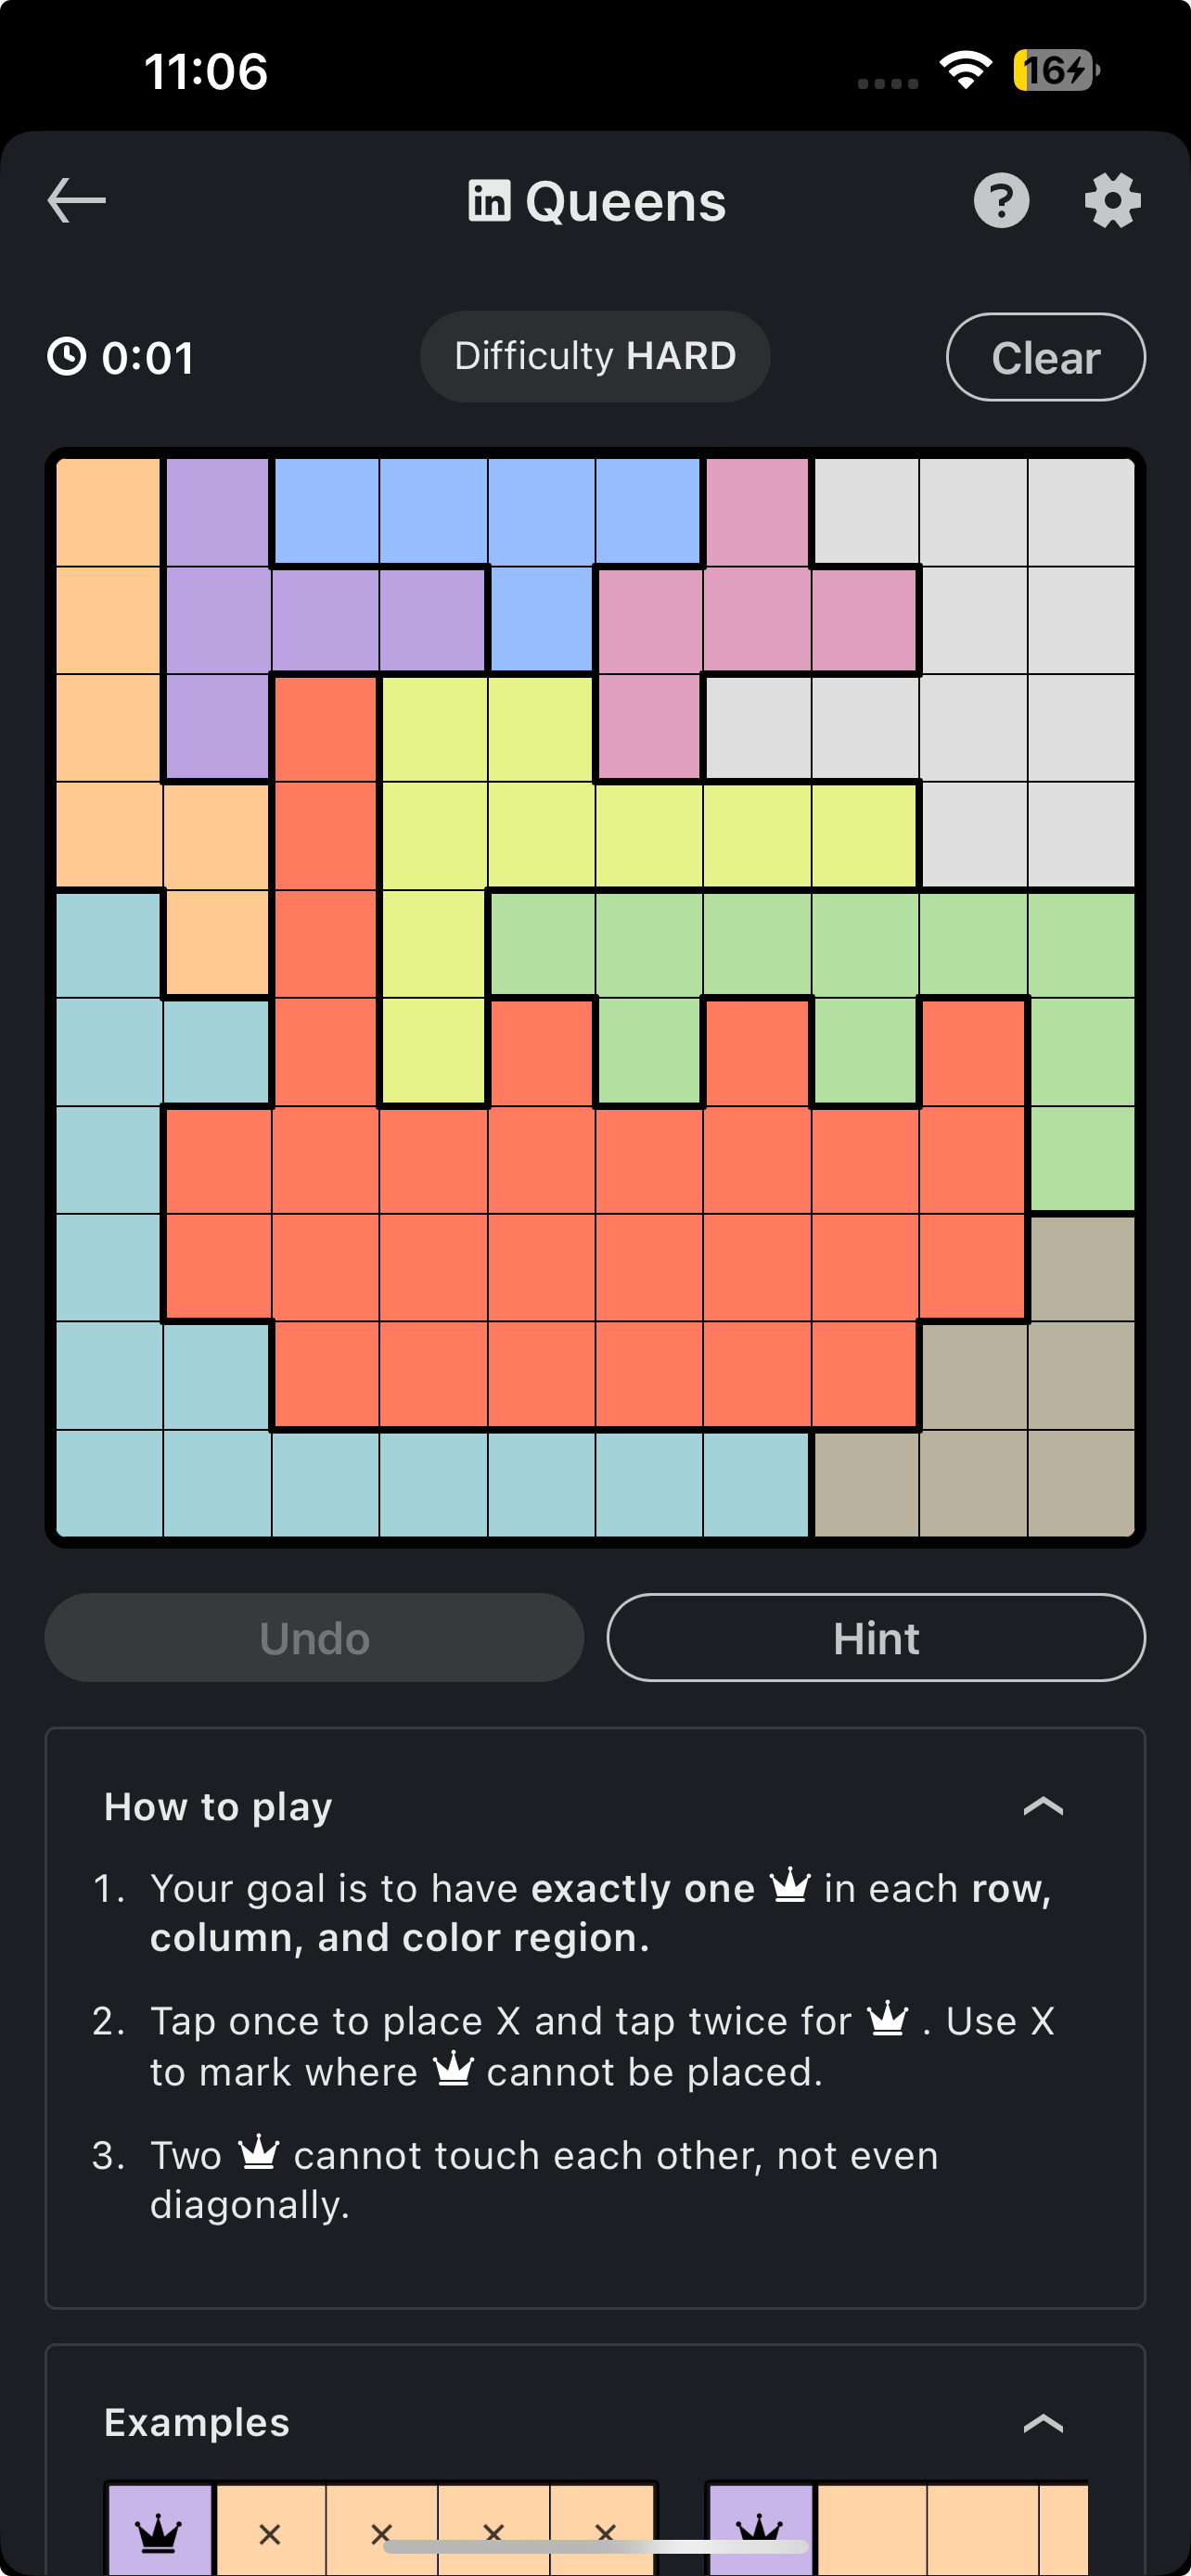 11:06
16
in Queens
?
0:01
Difficulty HARD
Clear
Undo
Hint
How to play
1. Your goal is to have exactly one in each row,
column, and color region.
2. Tap once to place X and tap twice for . Use X
to mark where cannot be placed.
3. Two cannot touch each other, not even
diagonally.
Examples